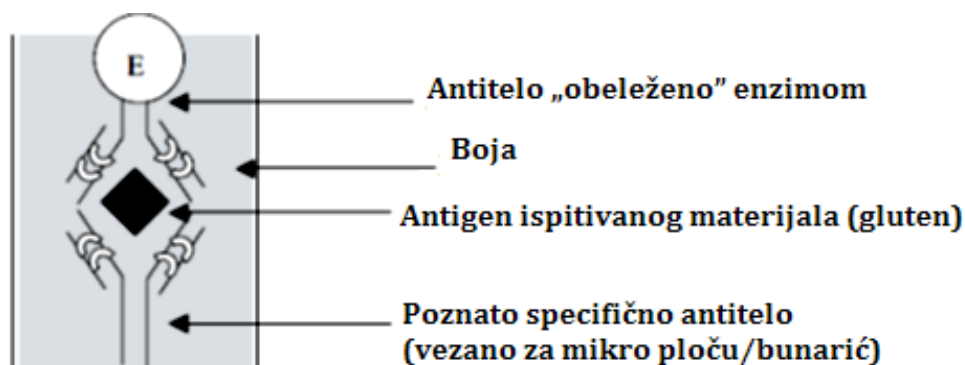 E
Antitelo „obeleženo” enzimom
Boja
Antigen ispitivanog materijala (gluten)
Poznato specifično antitelo
(vezano za mikro ploču/bunarić)